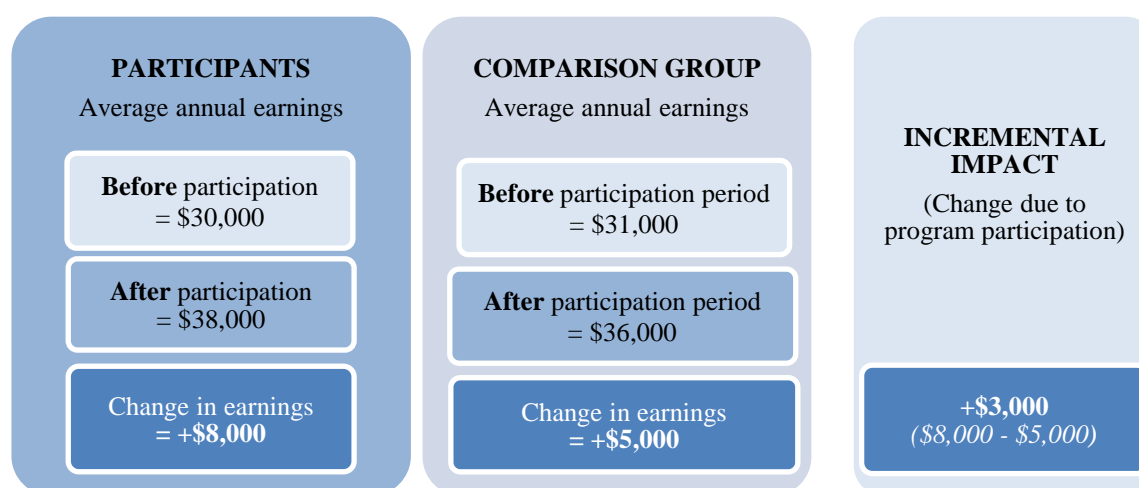 PARTICIPANTS
Average annual earnings
Before participation
= $30,000
After participation
= $38,000
Change in earnings
= +$8,000
COMPARISON GROUP
Average annual earnings
Before participation period
= $31,000
After participation period
= $36,000
Change in earnings
= +$5,000
INCREMENTAL
IMPACT
(Change due to
program participation)
+$3,000
($8,000 - $5,000)